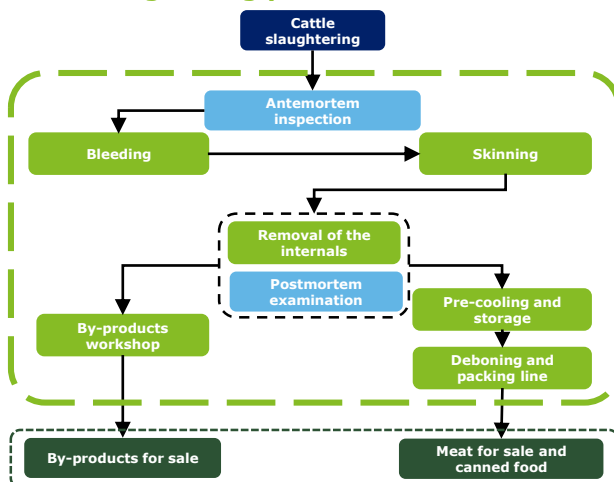 Cattle
slaughtering
Antemortem
inspection
Bleeding
Skinning
Removal of the
internals
Postmortem
examination
Pre-cooling and
storage
By-products
workshop
Deboning and
packing line
By-products for sale
Meat for sale and
canned food